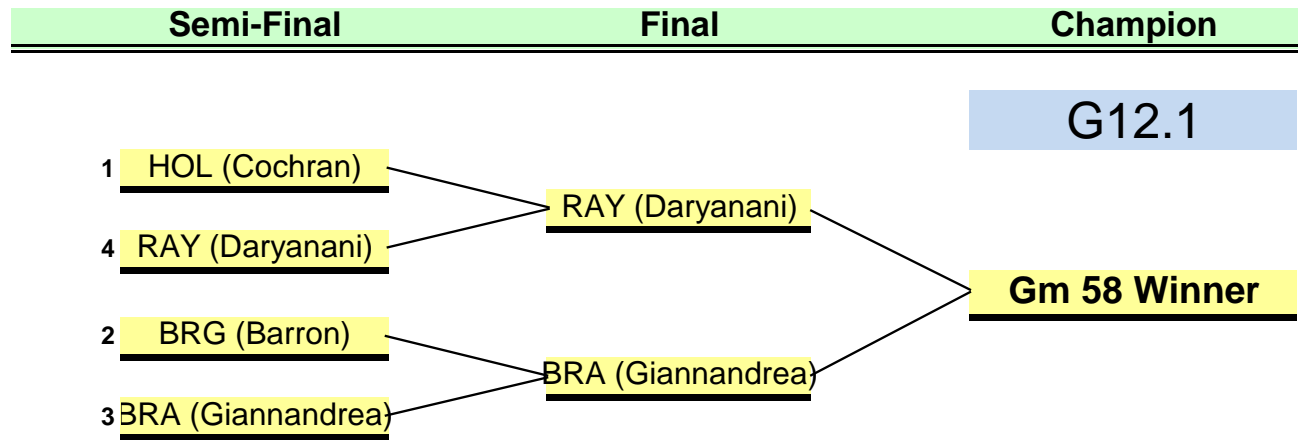 Semi-Final Final Champion
G12.1
1 HOL (Cochran)
RAY (Daryanani)
4 RAY (Daryanani)
Gm 58 Winner
2 BRG (Barron)
BRA (Giannandrea)
3 BRA (Giannandrea)